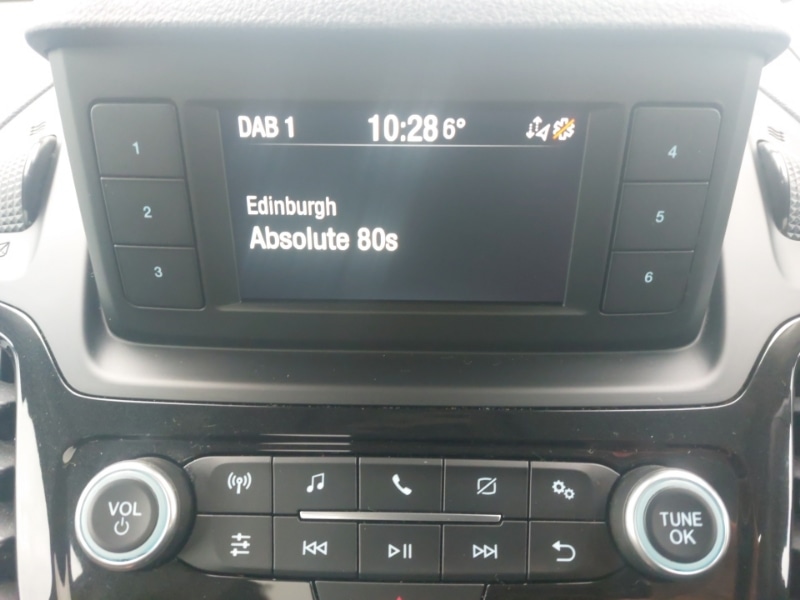 DAB 1 10:28 6°
Edinburgh
Absolute 80s
1
2
3
4
5
6
VOL
TUNE
OK